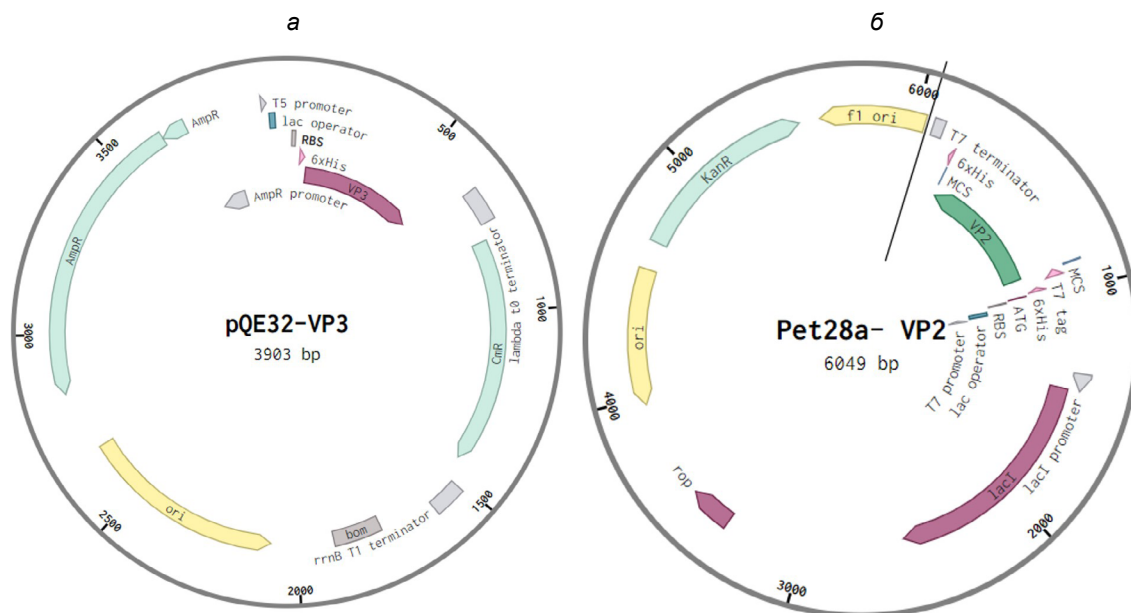 а
б
T5 promoter
AmpR
lac operator
RBS
6xHis
VP3
AmpR promoter
500
lambda t0 terminator
1000
CmR
1500
rrnB T1 terminator
bom
2000
ori
2500
3000
AmpR
3500
pQE32-VP3
3903 bp
6000
f1 ori
T7 terminator
6xHis
MCS
VP2
MCS
1000
T7 tag
6xHis
ATG
RBS
lac operator
T7 promoter
lacI promoter
lacI
2000
3000
rop
4000
ori
KanR
5000
Pet28a- VP2
6049 bp